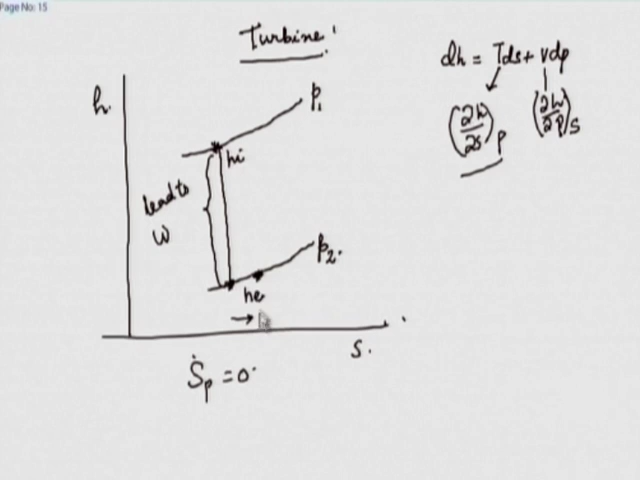 Page No: 15
Turbine
dh = Tds + vdp
(∂h/∂s)p (∂h/∂p)s
h
p₁
hi
lead to
W
p₂.
he
→
s.
Ṡp = 0